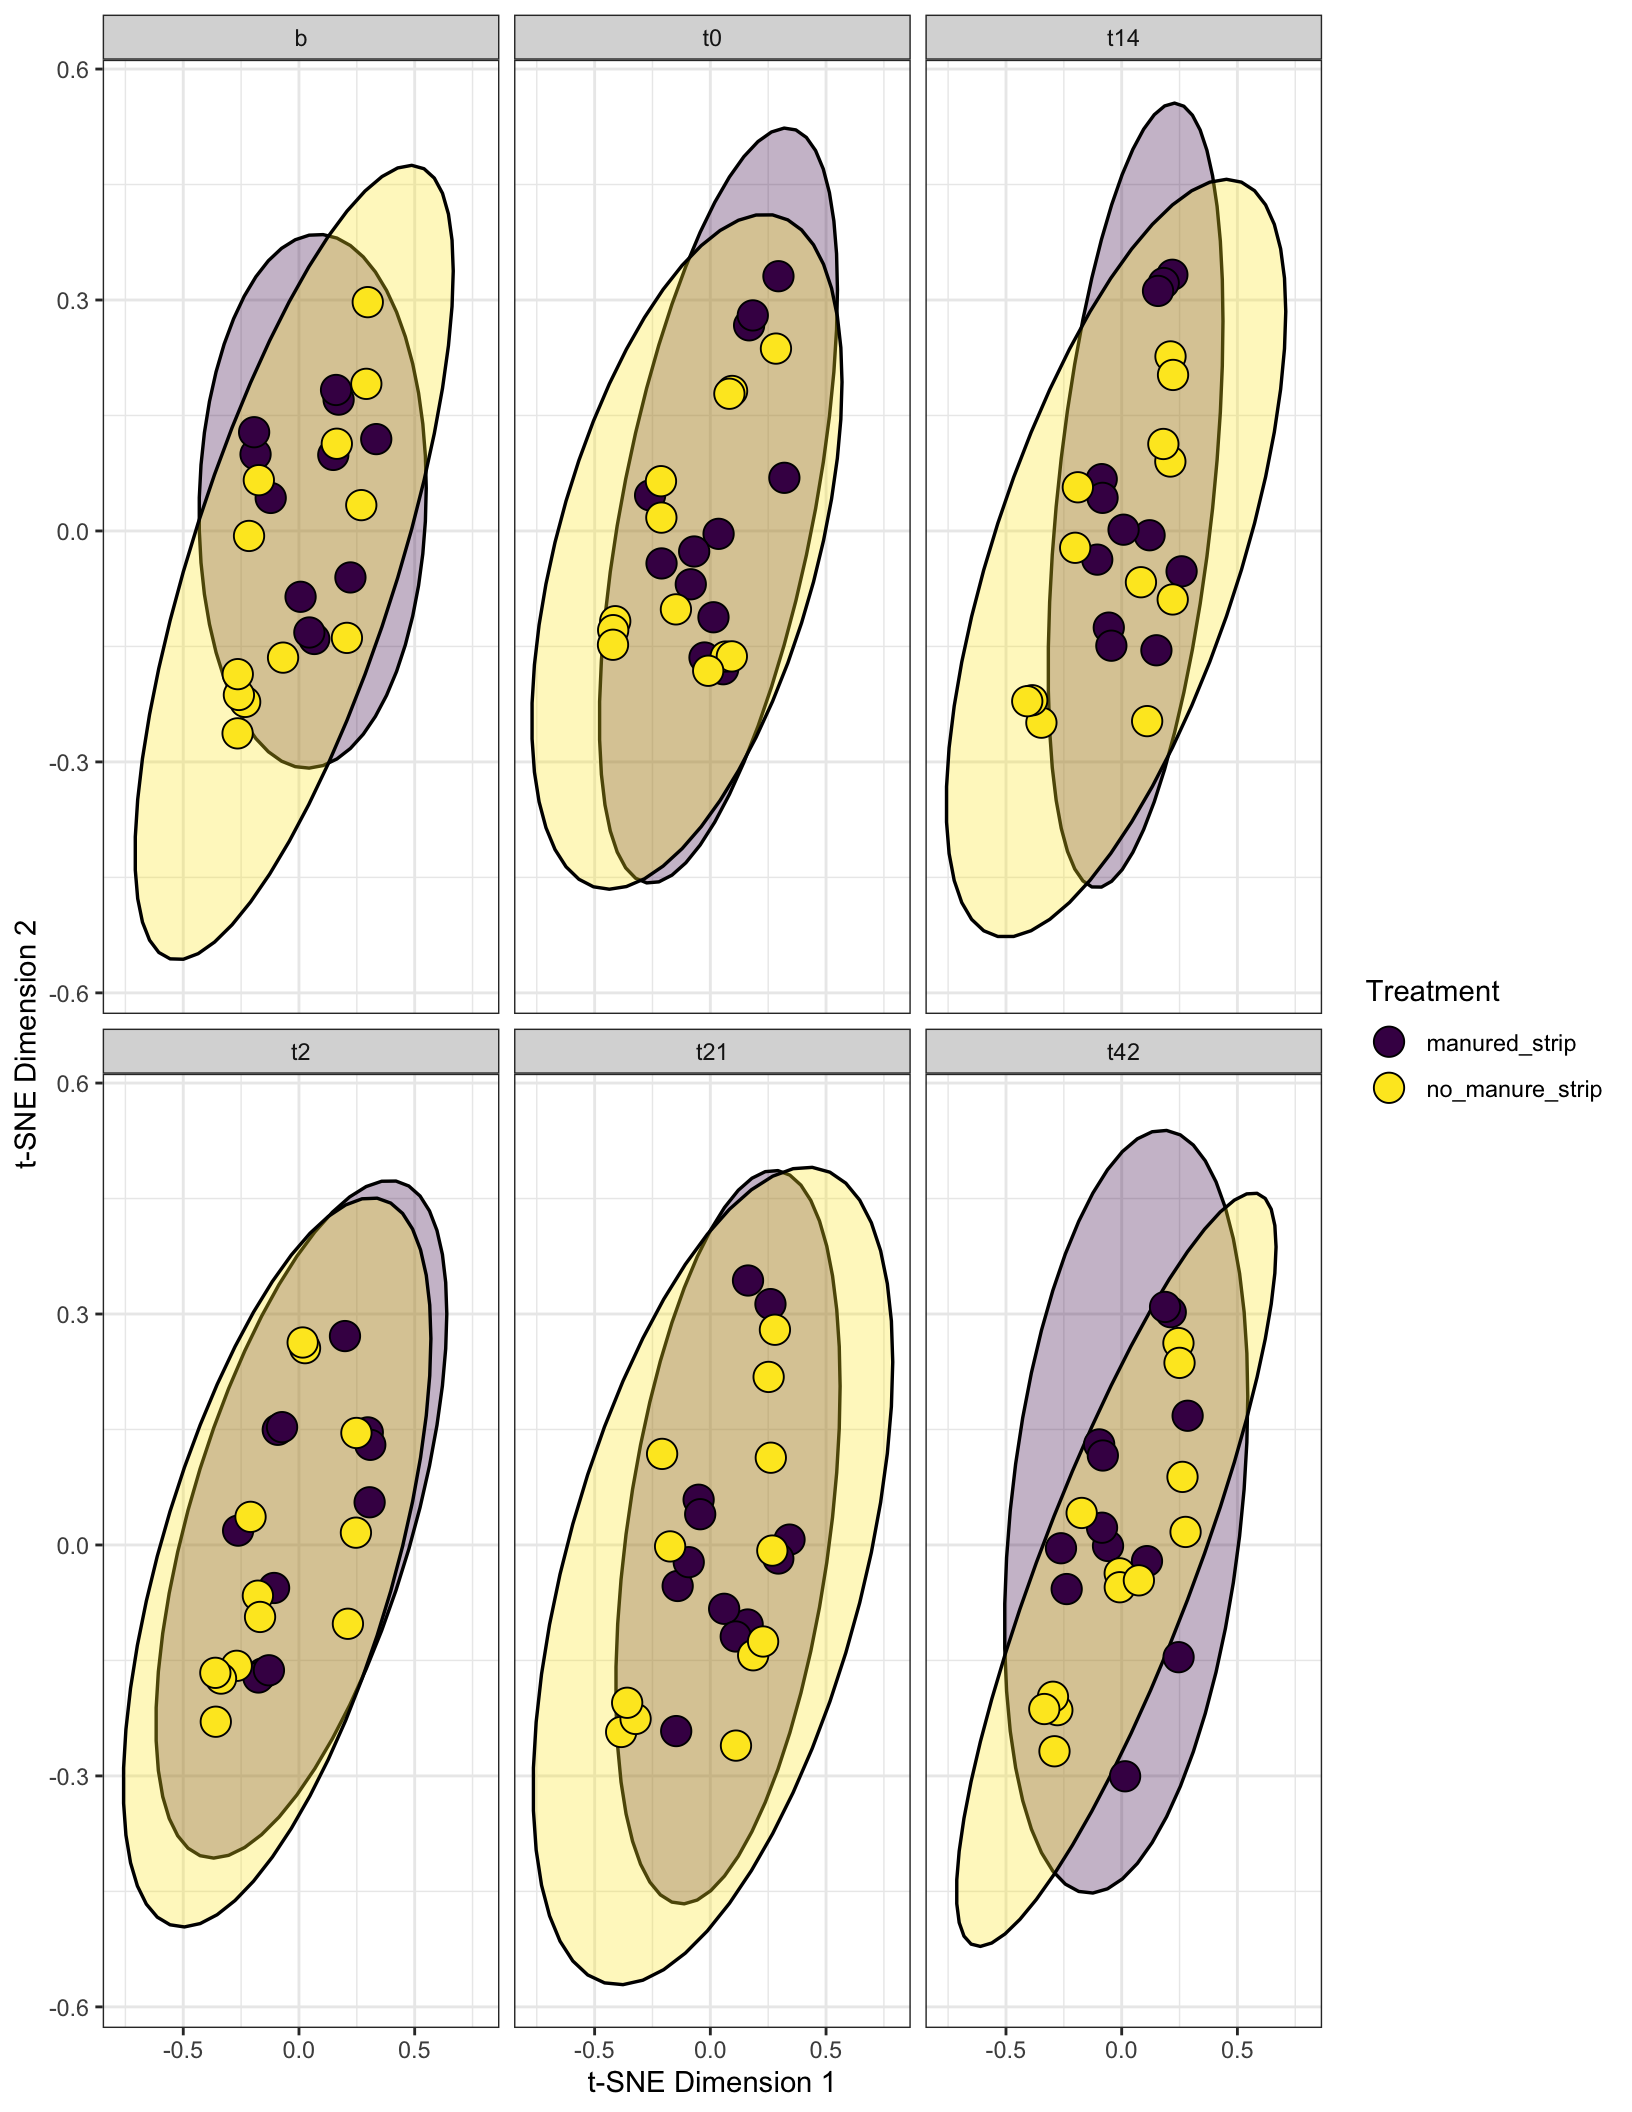 b
t0
t14
0.6
0.3
0.0
-0.3
-0.6
t2
t21
t42
0.6
0.3
0.0
-0.3
-0.6
-0.5 0.0 0.5
-0.5 0.0 0.5
-0.5 0.0 0.5
t-SNE Dimension 1
t-SNE Dimension 2
Treatment
manured_strip
no_manure_strip